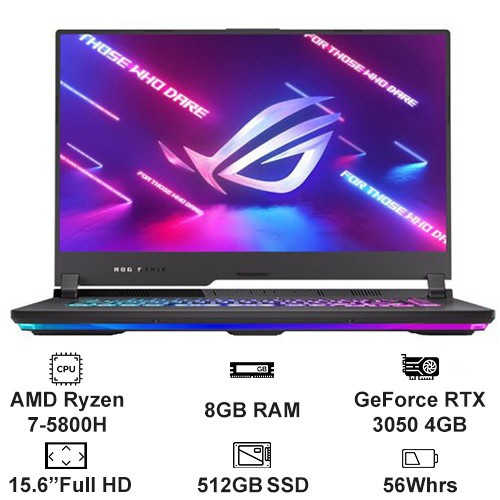 THOSE WHO DARE
FOR THOSE WHO DARE
FOR THOSE WHO DARE
FOR THOSE WHO DA
ROG STRIX
CPU
GB
AMD Ryzen
7-5800H
8GB RAM
GeForce RTX
3050 4GB
15.6”Full HD
512GB SSD
56Whrs